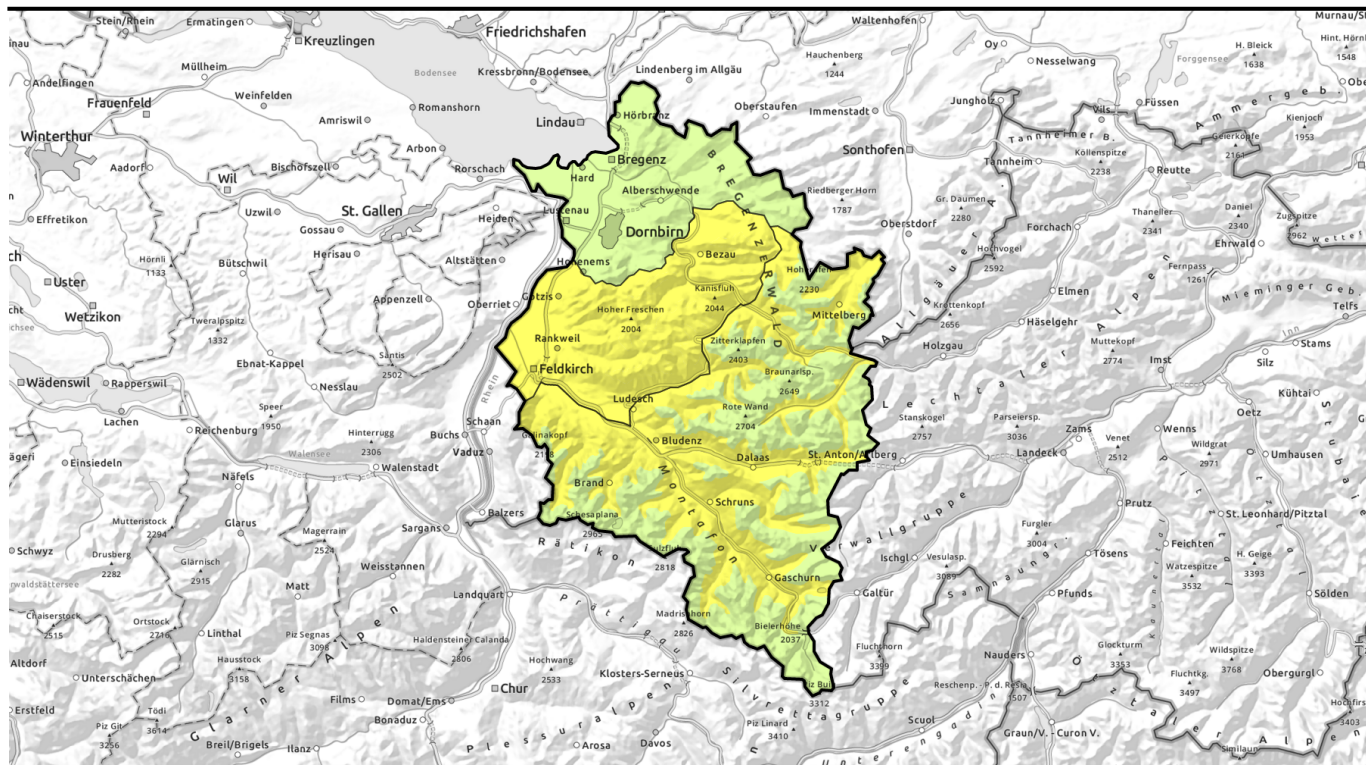 Stein/Rhein
Ermatingen
Kreuzlingen
Friedrichshafen
Waltenhofen
Murnau/
Oy
H. Bleick
1638
Hint. Hörnl
1548
Nesselwang
Hauchenberg
1244
Forggensee
Andelfingen
Müllheim
Bodensee
Kressbronn/Bodensee
Lindenberg im Allgäu
Frauenfeld
Weinfelden
Romanshorn
Oberstaufen
Immenstadt
Jungholz
Vils
Füssen
Ammergeb.
Winterthur
Amriswil
Lindau
Hörbranz
Tannheimer B.
Geierköpfe
2161
Kienjoch
1953
Aadorf
Bischofszell
Arbon
Rorschach
Bregenz
Sonthofen
Tannheim
Köllenspitze
2238
Reutte
Wil
Hard
Alberschwende
Riedberger Horn
1787
Gr. Daumen
2280
Effretikon
Uzwil
St. Gallen
Heiden
Lustenau
Dornbirn
BREGENZERWALD
Oberstdorf
Thaneller
2341
Daniel
2340
Zugspitze
2962
Gossau
Forchach
Ehrwald
Hörnli
1133
Herisau
Altstätten
Hohenems
Bezau
Hochvogel
2592
Allgäuer A.
Fernpass
1261
Bütschwil
Uster
Appenzell
Oberriet
Götzis
Kanisfluh
2044
2230
Mittelberg
Krottenkopf
2656
Elmen
Mieminger Geb.
Telfs
Wetzikon
Tweralpspitz
1332
Hoher Freschen
2004
Häselgehr
Inn
Rankweil
Zitterklapfen
2403
Holzgau
Muttekopf
2774
Stams
Ebnat-Kappel
Säntis
2502
Feldkirch
Braunarlsp.
2649
Imst
Silz
Wädenswil
Rapperswil
Nesslau
Rhein
Lechtaler Alpen
Kühtai
Lachen
Speer
1950
Schaan
Ludesch
Rote Wand
2704
Stanskogel
2757
Parseiersp.
3036
Oetz
Reichenburg
Hinterrugg
2306
Buchs
Bludenz
Zams
Venet
2512
Wenns
Wildgrat
2971
Umhausen
Walensee
Vaduz
Dalaas
St. Anton/Arlberg
Landeck
Einsiedeln
Näfels
Walenstadt
Brand
Montafon
Schruns
Prutz
St. Leonhard/Pitztal
Balzers
Schesaplana
2965
Mutteristock
2294
Glarus
Magerrain
2524
Sargans
Rätikon
Verwallgruppe
Furgler
3004
Feichten
Schwyz
Drusberg
2282
Glärnisch
2915
Weisstannen
2818
Ischgl
Vesulasp.
3089
Tösens
Watzespitze
3532
H. Geige
3393
Matt
Landquart
Gaschurn
Galtür
Samnaungr.
Pfunds
Sölden
Chaiserstock
2515
Ortstock
2716
Linthal
Piz Segnas
3098
Haldensteiner Calanda
2806
Prättigau
Madrisahorn
2826
Bielerhöhe
2037
Fluchthorn
3399
Nauders
Glockturm
3353
Wildspitze
3768
Altdorf
Hausstock
3158
Hochwang
2533
Klosters-Serneus
Obergurgl
Unterschächen
Films
Domat/Ems
Chur
3312
Reschenp. - P. d. Resia
1507
Fluchtkg.
3497
Erstfeld
Piz Git
3256
Tödi
3614
Glarner Alpen
Bonaduz
Piz Linard
3410
Silvrettagruppe
Scuol
Ötztaler Alpen
3403
Breil/Brigels
Ilanz
Plessuralpen
Arosa
Davos
Unterengadin
Graun/V. - Curon V.
Similaun